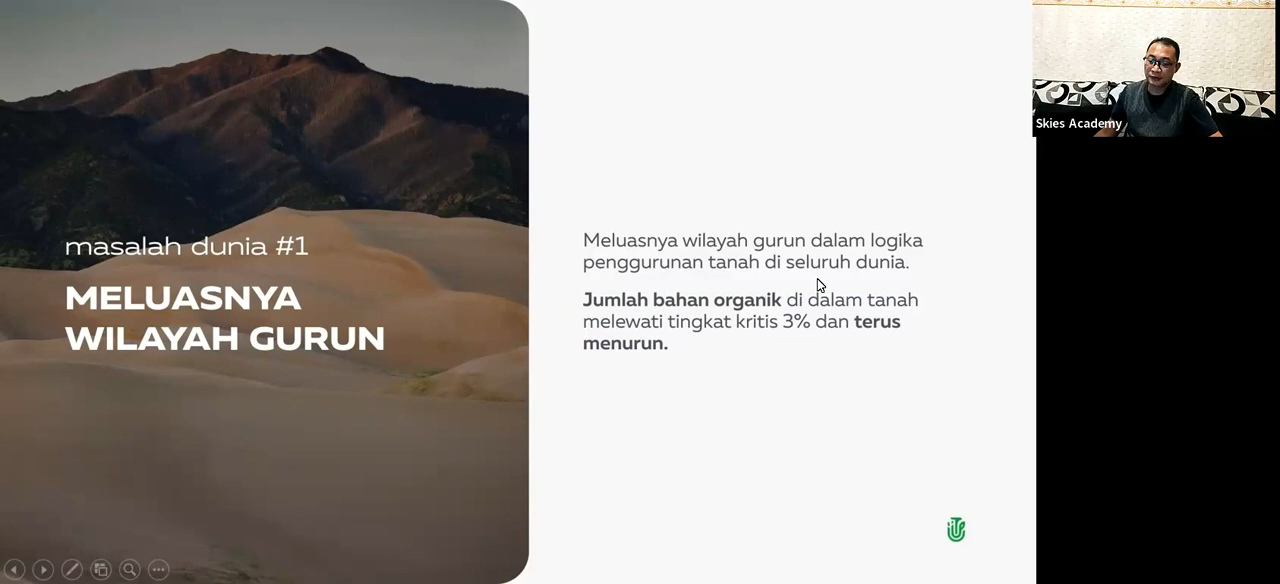 masalah dunia #1
MELUASNYA
WILAYAH GURUN
Meluasnya wilayah gurun dalam logika
penggurunan tanah di seluruh dunia.
Jumlah bahan organik di dalam tanah
melewati tingkat kritis 3% dan terus
menurun.
Skies Academy